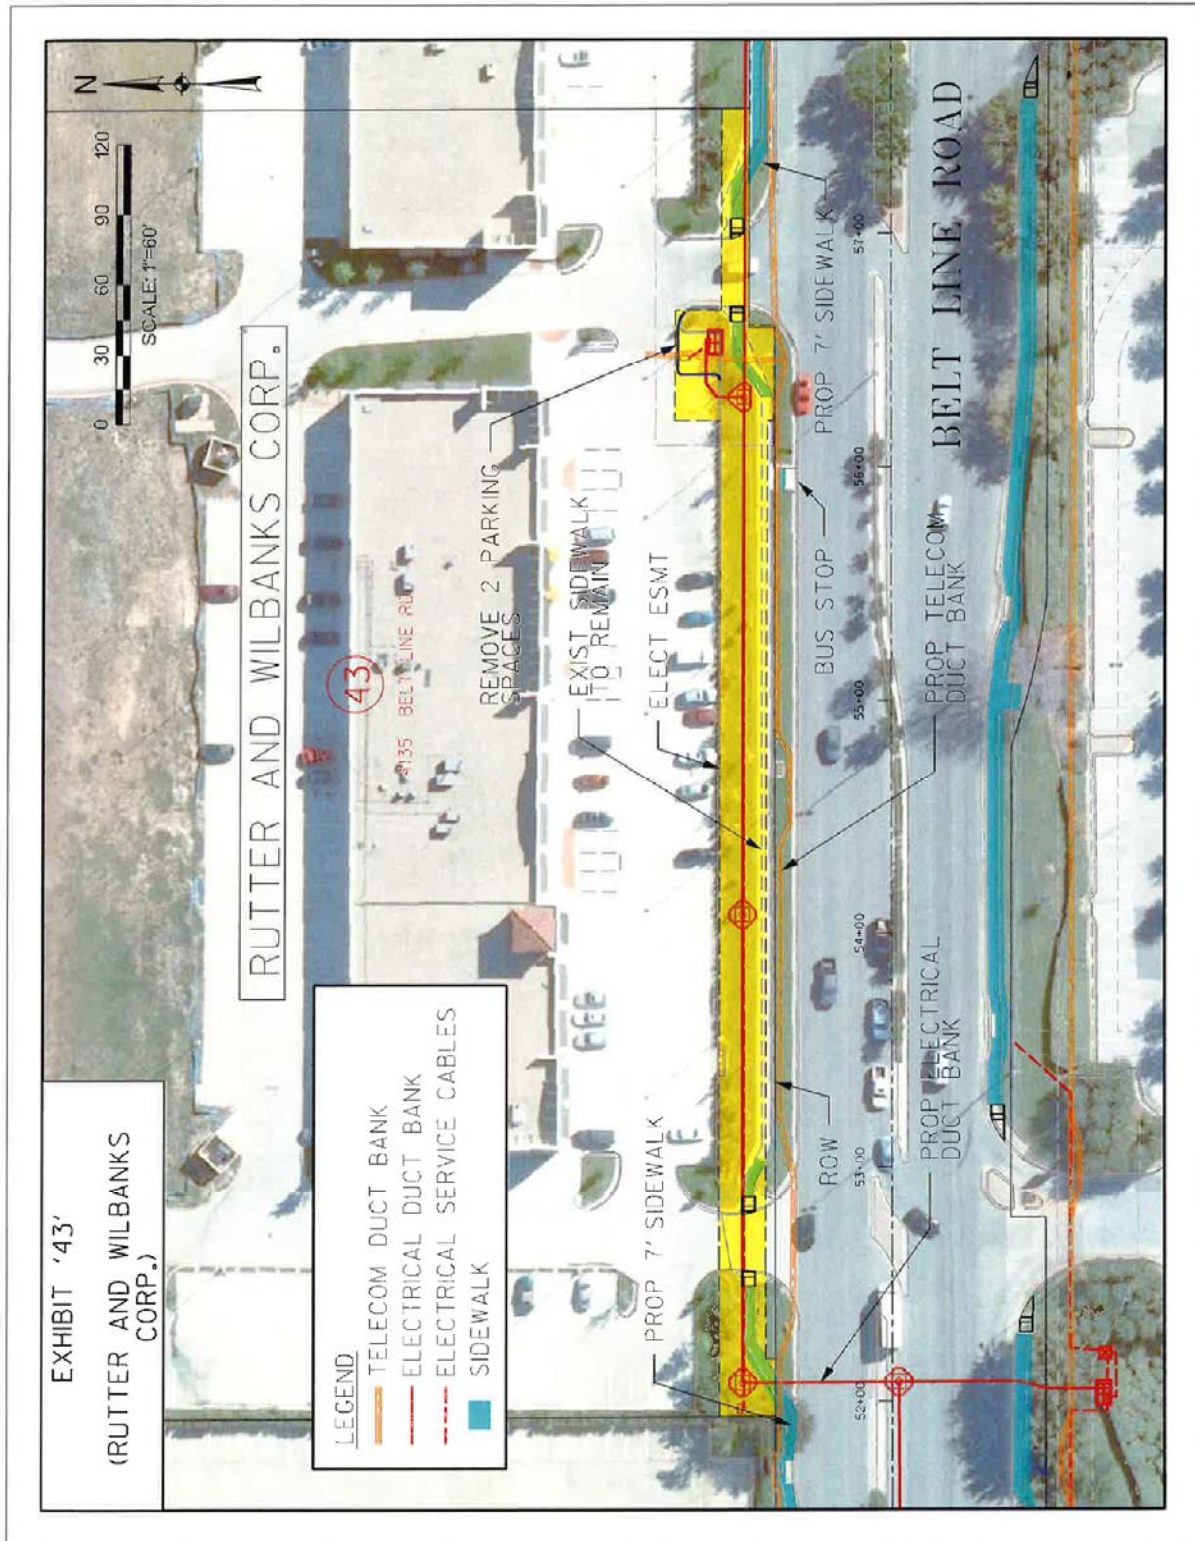 EXHIBIT '43'
(RUTTER AND WILBANKS
CORP.)
N
0 30 60 90 120
SCALE: 1"=60'
RUTTER AND WILBANKS CORP.
43
4135 BELT LINE RD
LEGEND
TELECOM DUCT BANK
ELECTRICAL DUCT BANK
ELECTRICAL SERVICE CABLES
SIDEWALK
REMOVE 2 PARKING
SPACES
EXIST SIDEWALK
TO REMAIN
ELECT ESMT
PROP 7' SIDEWALK
PROP 7' SIDEWALK
BUS STOP
ROW
PROP TELECOM
DUCT BANK
PROP ELECTRICAL
DUCT BANK
52+00
53+00
54+00
55+00
56+00
57+00
BELT LINE ROAD